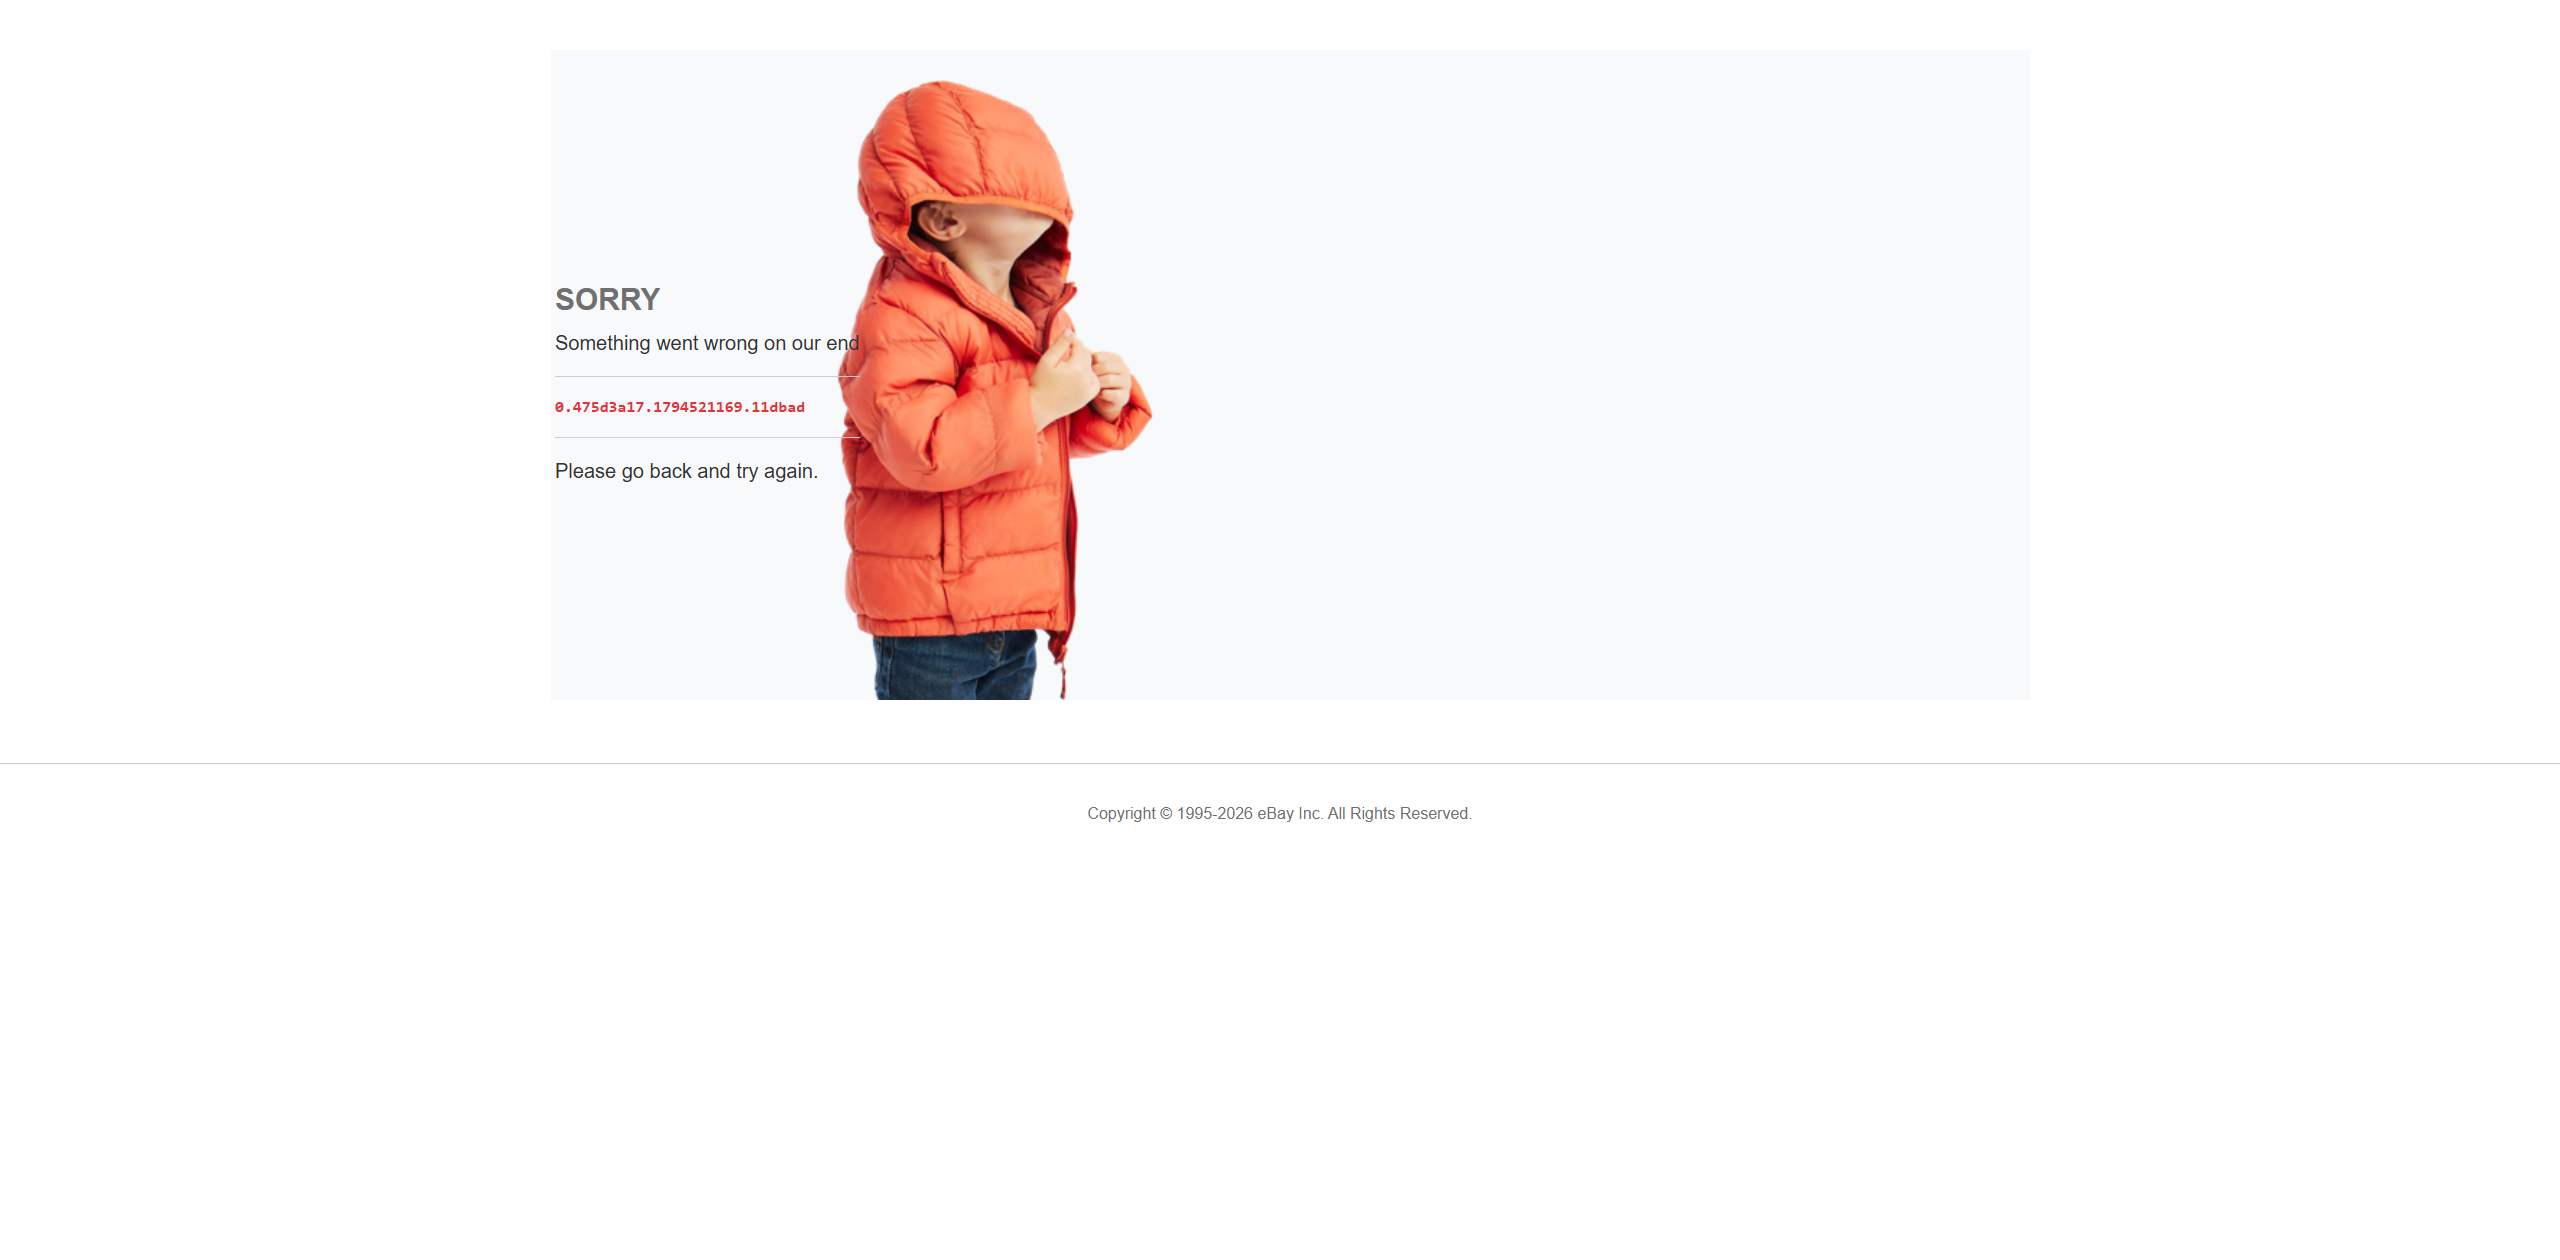 SORRY
Something went wrong on our end
0.475d3a17.1794521169.11dbad
Please go back and try again.
Copyright © 1995-2026 eBay Inc. All Rights Reserved.